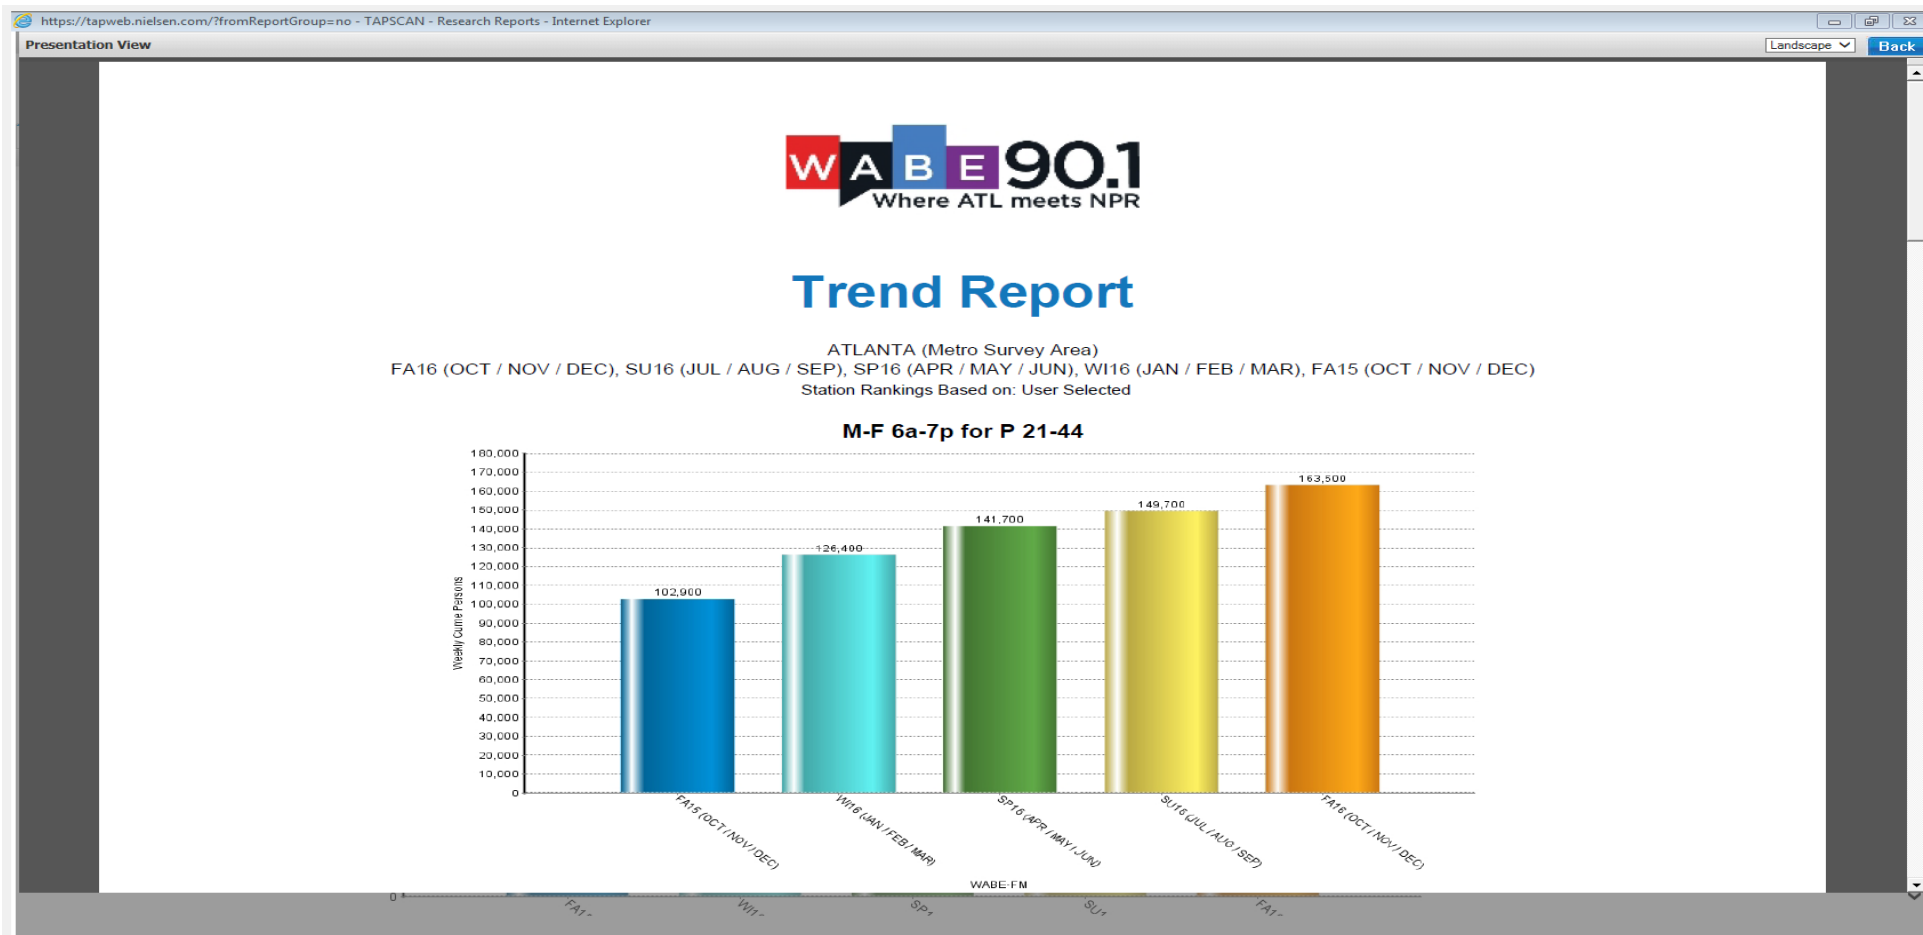 https://tapweb.nielsen.com/?fromReportGroup=no - TAPSCAN - Research Reports - Internet Explorer
Presentation View
Landscape
Back
WABE 90.1
Where ATL meets NPR
Trend Report
ATLANTA (Metro Survey Area)
FA16 (OCT / NOV / DEC), SU16 (JUL / AUG / SEP), SP16 (APR / MAY / JUN), WI16 (JAN / FEB / MAR), FA15 (OCT / NOV / DEC)
Station Rankings Based on: User Selected
M-F 6a-7p for P 21-44
180,000
170,000
160,000
150,000
140,000
130,000
120,000
110,000
100,000
90,000
80,000
70,000
60,000
50,000
40,000
30,000
20,000
10,000
0
Weekly Cume Persons
102,900
126,400
141,700
149,700
163,500
FA15 (OCT / NOV / DEC)
WI16 (JAN / FEB / MAR)
SP16 (APR / MAY / JUN)
SU16 (JUL / AUG / SEP)
FA16 (OCT / NOV / DEC)
WABE-FM
0